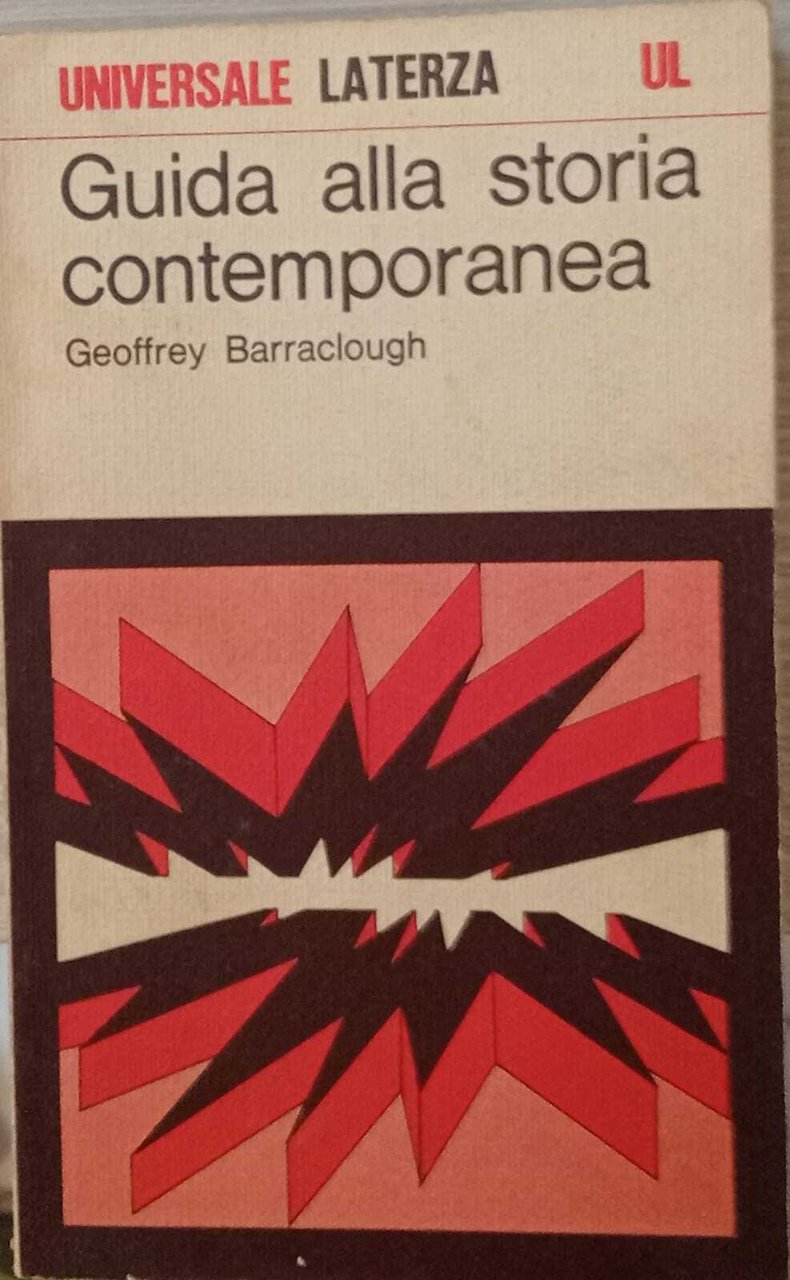 UNIVERSALE LATERZA UL
Guida alla storia
contemporanea
Geoffrey Barraclough